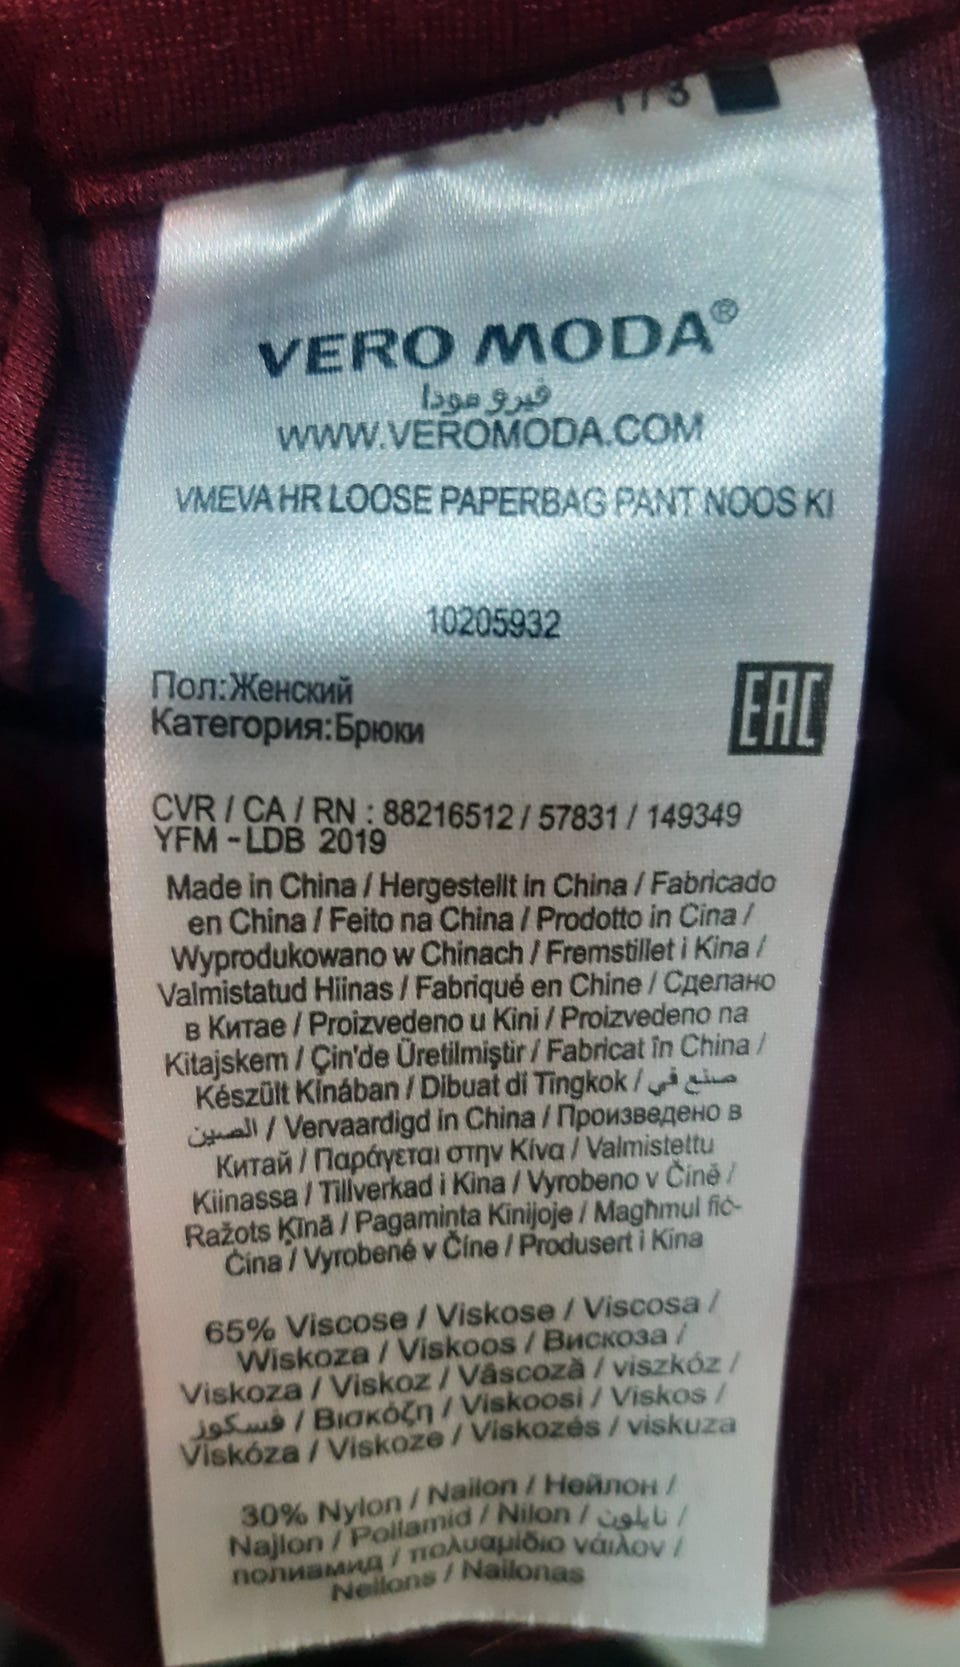 1 / 3
VERO MODA®
فيرو مودا
WWW.VEROMODA.COM
VMEVA HR LOOSE PAPERBAG PANT NOOS KI
10205932
Пол:Женский
Категория:Брюки
EAC
CVR / CA / RN : 88216512 / 57831 / 149349
YFM - LDB 2019
Made in China / Hergestellt in China / Fabricado
en China / Feito na China / Prodotto in Cina /
Wyprodukowano w Chinach / Fremstillet i Kina /
Valmistatud Hiinas / Fabriqué en Chine / Сделано
в Китае / Proizvedeno u Kini / Proizvedeno na
Kitajskem / Çin'de Üretilmiştir / Fabricat în China /
Készült Kínában / Dibuat di Tingkok / صنع في
الصين / Vervaardigd in China / Произведено в
Китай / Παράγεται στην Κίνα / Valmistettu
Kiinassa / Tillverkad i Kina / Vyrobeno v Číně /
Ražots Ķīnā / Pagaminta Kinijoje / Magħmul fiċ-
Ċina / Vyrobené v Číne / Produsert i Kina
65% Viscose / Viskose / Viscosa /
Wiskoza / Viskoos / Вискоза /
Viskoza / Viskoz / Vâscoză / viszkóz /
فسكوز / Βισκόζη / Viskoosi / Viskos /
Viskóza / Viskoze / Viskozės / viskuza
30% Nylon / Nailon / Нейлон /
Najlon / Poliamid / Nilon / نايلون /
полиамид / πολυαμίδιο νάιλον /
Neilons / Nailonas